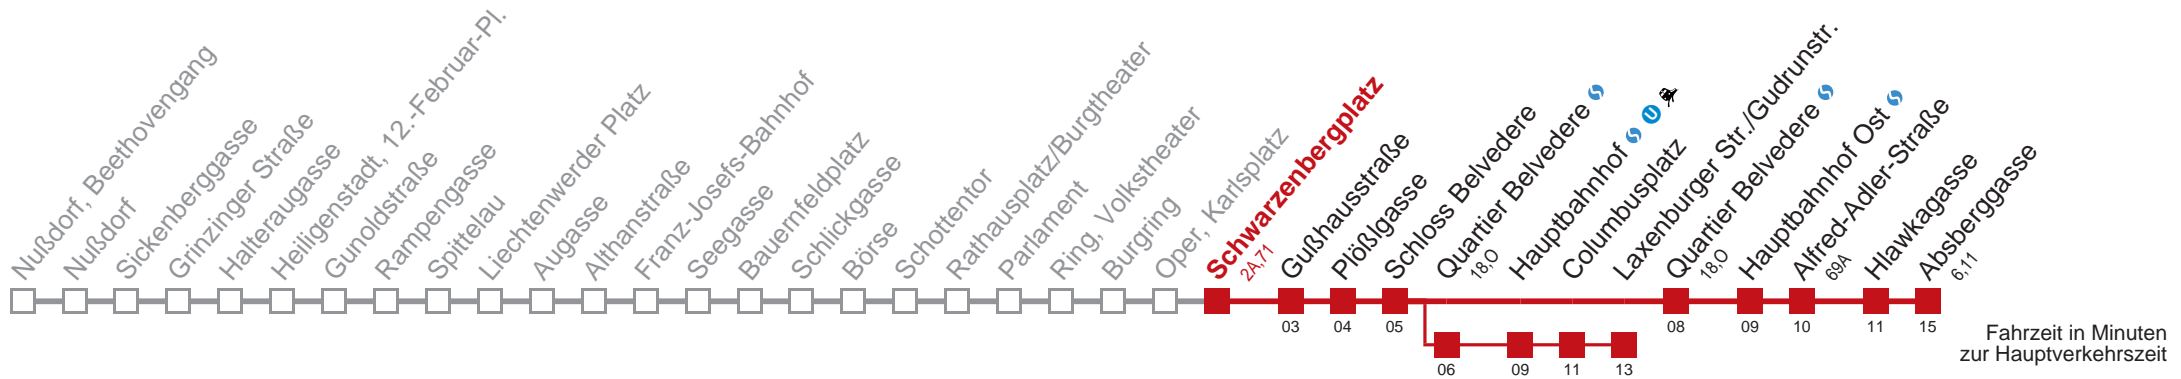 Nußdorf, Beethovengang
Nußdorf
Sickenberggasse
Grinzinger Straße
Halteraugasse
Heiligenstadt, 12.-Februar-Pl.
Gunoldstraße
Rampengasse
Spittelau
Liechtenwerder Platz
Augasse
Althanstraße
Franz-Josefs-Bahnhof
Seegasse
Bauernfeldplatz
Schlickgasse
Börse
Schottentor
Rathausplatz/Burgtheater
Parlament
Ring, Volkstheater
Burgring
Oper, Karlsplatz
Schwarzenbergplatz
2A,71
Gußhausstraße
Plößlgasse
Schloss Belvedere
Quartier Belvedere S
18,O
Hauptbahnhof S U
Columbusplatz
Laxenburger Str./Gudrunstr.
Quartier Belvedere S
18,O
Hauptbahnhof Ost S
Alfred-Adler-Straße
69A
Hlawkagasse
Absberggasse
6,11
03 04 05 08 09 10 11 15
06 09 11 13
Fahrzeit in Minuten
zur Hauptverkehrszeit